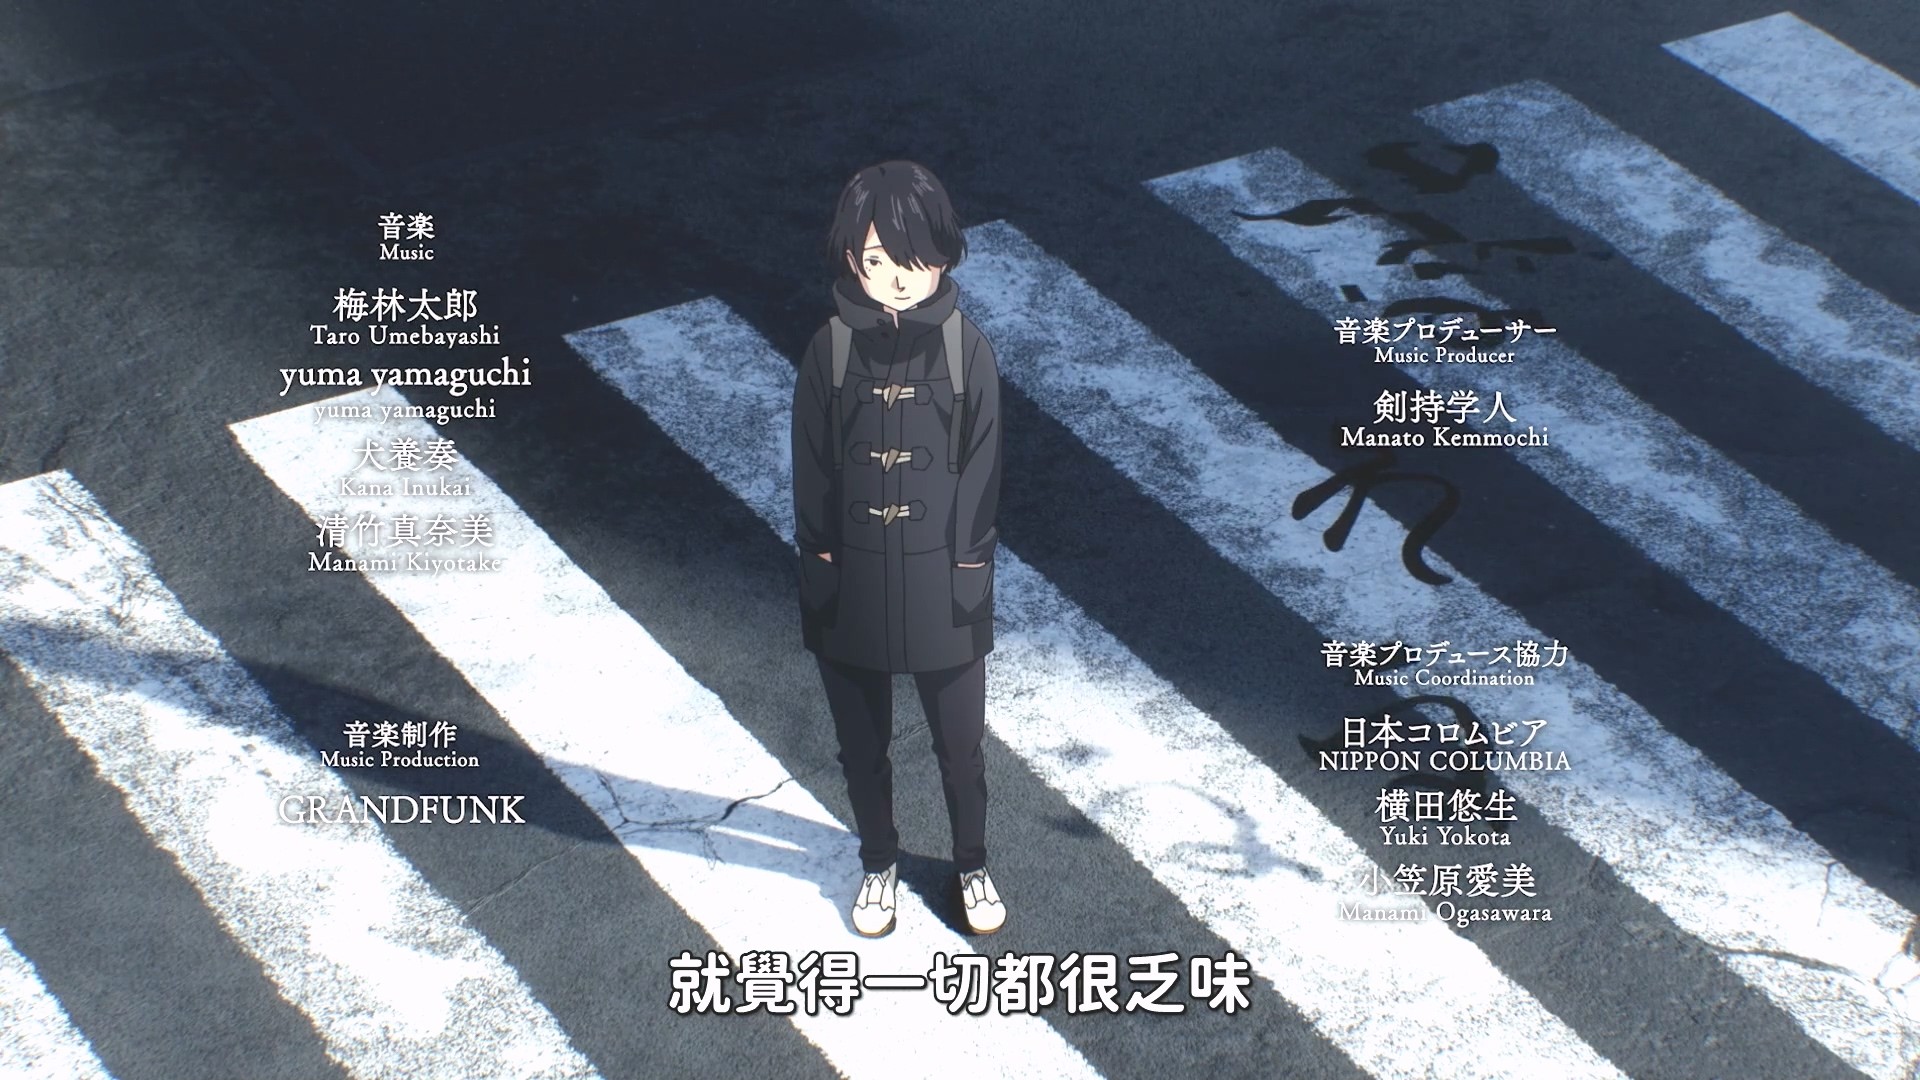 音楽
Music
梅林太郎
Taro Umebayashi
yuma yamaguchi
yuma yamaguchi
犬養奏
Kana Inukai
清竹真奈美
Manami Kiyotake
音楽制作
Music Production
GRANDFUNK
音楽プロデューサー
Music Producer
剣持学人
Manato Kemmochi
れ
音楽プロデュース協力
Music Coordination
日本コロムビア
NIPPON COLUMBIA
横田悠生
Yuki Yokota
小笠原愛美
Manami Ogasawara
就覺得一切都很乏味